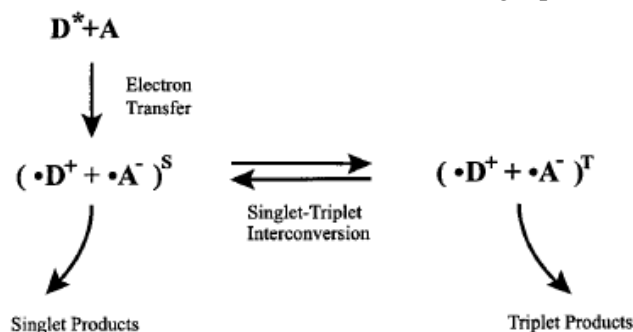 D*+A
Electron
Transfer
( •D⁺ + •A⁻ )ˢ
( •D⁺ + •A⁻ )ᵀ
Singlet-Triplet
Interconversion
Singlet Products
Triplet Products